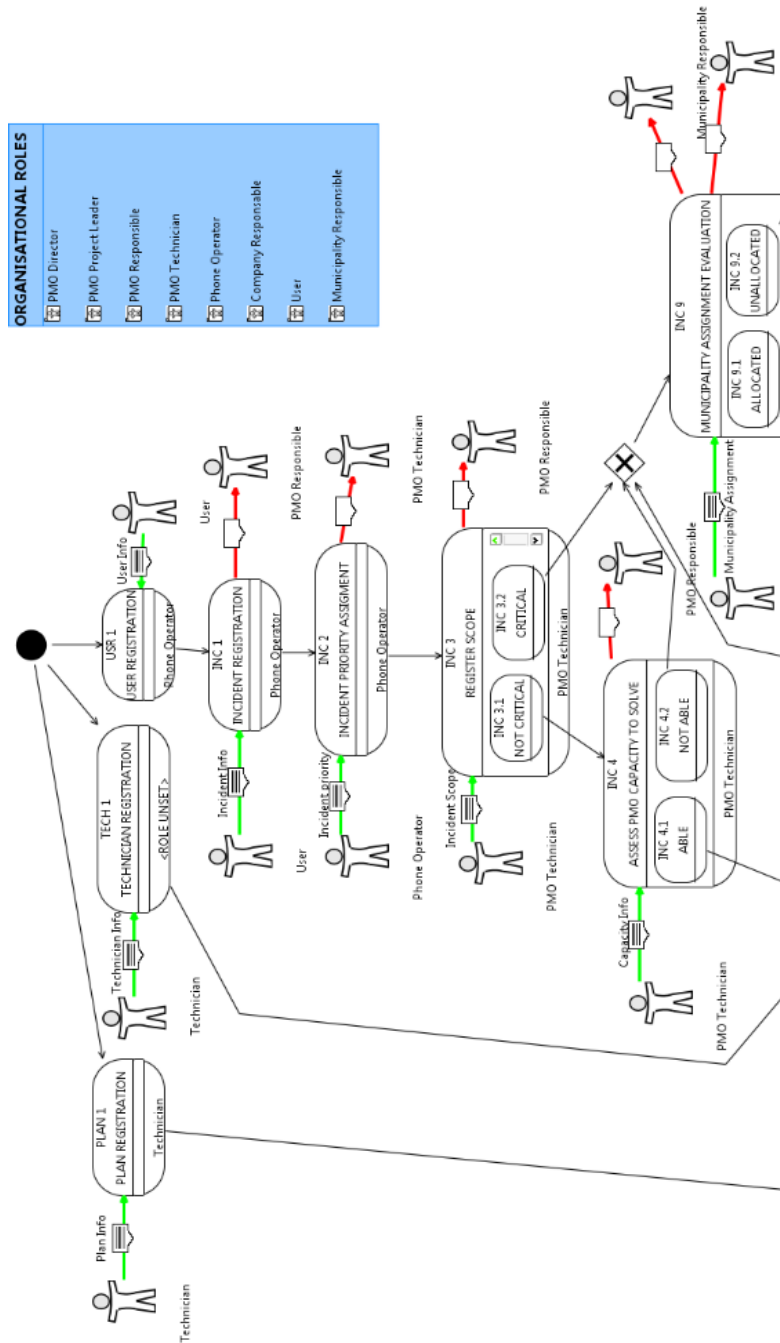 ORGANISATIONAL ROLES
PMO Director
PMO Project Leader
PMO Responsible
PMO Technician
Phone Operator
Company Responsable
User
Municipality Responsible
Plan Info
Technician
PLAN 1
PLAN REGISTRATION
Technician
Technician Info
Technician
TECH 1
TECHNICIAN REGISTRATION
<ROLE UNSET>
User Info
USR 1
USER REGISTRATION
Phone Operator
Incident Info
User
INC 1
INCIDENT REGISTRATION
Phone Operator
User
Incident priority
Phone Operator
INC 2
INCIDENT PRIORITY ASSIGMENT
Phone Operator
PMO Responsible
Incident Scope
PMO Technician
INC 3
REGISTER SCOPE
INC 3.1
NOT CRITICAL
INC 3.2
CRITICAL
PMO Technician
PMO Technician
PMO Responsible
Capacity Info
PMO Technician
INC 4
ASSESS PMO CAPACITY TO SOLVE
INC 4.1
ABLE
INC 4.2
NOT ABLE
PMO Technician
PMO Responsible
Municipality Assignment
INC 9
MUNICIPALITY ASSIGNMENT EVALUATION
INC 9.1
ALLOCATED
INC 9.2
UNALLOCATED
Municipality Responsible